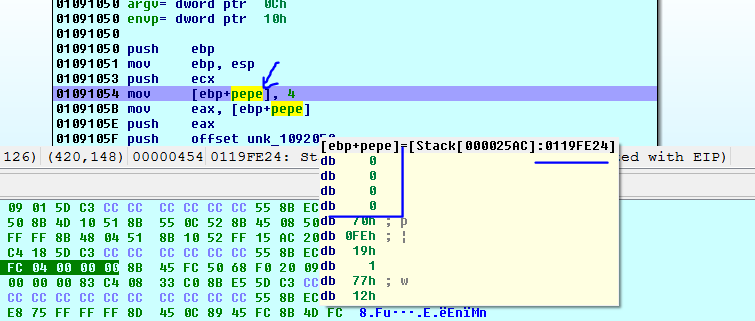 01091050 argv= dword ptr 0Ch
01091050 envp= dword ptr 10h
01091050
01091050 push ebp
01091051 mov ebp, esp
01091053 push ecx
01091054 mov [ebp+pepe], 4
0109105B mov eax, [ebp+pepe]
0109105E push eax
0109105F push offset unk_10920F0
126) (420,148) 00000454 0119FE24: St ed with EIP)
[ebp+pepe]=[Stack[000025AC]:0119FE24]
db 0
db 0
db 0
db 0
db 70h ; p
db 0FEh ; ¦
db 19h
db 1
db 77h ; w
db 12h
09 01 5D C3 CC CC CC CC CC CC CC 55 8B EC
50 8B 4D 10 51 8B 55 0C 52 8B 45 08 50
FF FF 8B 48 04 51 8B 10 52 FF 15 AC 20
C4 18 5D C3 CC CC CC CC CC CC CC 55 8B EC
FC 04 00 00 00 8B 45 FC 50 68 F0 20 09
00 00 00 83 C4 08 33 C0 8B E5 5D C3 CC
CC CC CC CC CC CC CC CC CC CC CC 55 8B EC
E8 75 FF FF FF 8D 45 0C 89 45 FC 8B 4D FC 8.Fu···.E.ëEnïMn